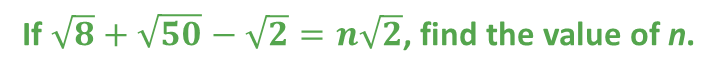 If √8 + √50 − √2 = n√2, find the value of n.